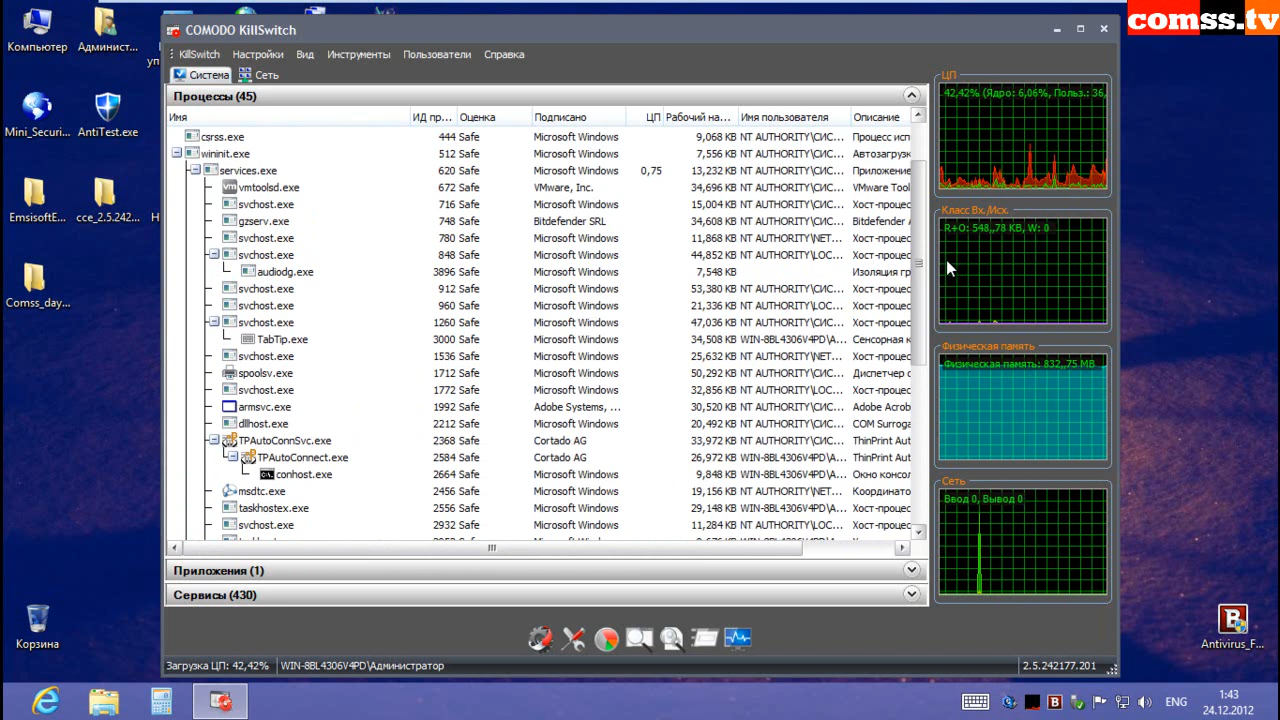 comss.tv
Компьютер
Админист...
Mini_Securi...
AntiTest.exe
EmsisoftE...
cce_2.5.242...
Comss_day...
Корзина
Antivirus_F...
COMODO KillSwitch
KillSwitch Настройки Вид Инструменты Пользователи Справка
Система Сеть
Процессы (45)
Имя ИД пр... Оценка Подписано ЦП Рабочий на... Имя пользователя Описание
csrss.exe 444 Safe Microsoft Windows 9,068 KB NT AUTHORITY\СИС... Процесс исп
wininit.exe 512 Safe Microsoft Windows 7,556 KB NT AUTHORITY\СИС... Автозагрузк
services.exe 620 Safe Microsoft Windows 0,75 13,232 KB NT AUTHORITY\СИС... Приложение
vmtoolsd.exe 672 Safe VMware, Inc. 34,696 KB NT AUTHORITY\СИС... VMware Tool
svchost.exe 716 Safe Microsoft Windows 15,004 KB NT AUTHORITY\СИС... Хост-процес
gzserv.exe 748 Safe Bitdefender SRL 34,608 KB NT AUTHORITY\СИС... Bitdefender
svchost.exe 780 Safe Microsoft Windows 11,868 KB NT AUTHORITY\NET... Хост-процес
svchost.exe 848 Safe Microsoft Windows 44,852 KB NT AUTHORITY\LOC... Хост-процес
audiodg.exe 3896 Safe Microsoft Windows 7,548 KB Изоляция гр
svchost.exe 912 Safe Microsoft Windows 53,380 KB NT AUTHORITY\СИС... Хост-процес
svchost.exe 960 Safe Microsoft Windows 21,336 KB NT AUTHORITY\LOC... Хост-процес
svchost.exe 1260 Safe Microsoft Windows 47,036 KB NT AUTHORITY\СИС... Хост-процес
TabTip.exe 3000 Safe Microsoft Windows 34,508 KB WIN-8BL4306V4PD\A... Сенсорная к
svchost.exe 1536 Safe Microsoft Windows 25,632 KB NT AUTHORITY\NET... Хост-процес
spoolsv.exe 1712 Safe Microsoft Windows 50,292 KB NT AUTHORITY\СИС... Диспетчер о
svchost.exe 1772 Safe Microsoft Windows 32,856 KB NT AUTHORITY\LOC... Хост-процес
armsvc.exe 1992 Safe Adobe Systems, ... 30,520 KB NT AUTHORITY\СИС... Adobe Acrob
dllhost.exe 2212 Safe Microsoft Windows 20,492 KB NT AUTHORITY\СИС... COM Surroga
TPAutoConnSvc.exe 2368 Safe Cortado AG 33,972 KB NT AUTHORITY\СИС... ThinPrint Aut
TPAutoConnect.exe 2584 Safe Cortado AG 26,972 KB WIN-8BL4306V4PD\A... ThinPrint Aut
conhost.exe 2664 Safe Microsoft Windows 9,848 KB WIN-8BL4306V4PD\A... Окно консол
msdtc.exe 2456 Safe Microsoft Windows 19,156 KB NT AUTHORITY\NET... Координато
taskhostex.exe 2556 Safe Microsoft Windows 29,148 KB WIN-8BL4306V4PD\A... Хост-процес
svchost.exe 2932 Safe Microsoft Windows 11,284 KB NT AUTHORITY\LOC... Хост-процес
Приложения (1)
Сервисы (430)
ЦП
42,42% (Ядро: 6,06%, Польз.: 36,
Класс Вх./Исх.
R+O: 548,,78 KB, W: 0
Физическая память
Физическая память: 832,,75 MB
Сеть
Ввод 0, Вывод 0
Загрузка ЦП: 42,42% WIN-8BL4306V4PD\Администратор 2.5.242177.201
ENG
1:43
24.12.2012